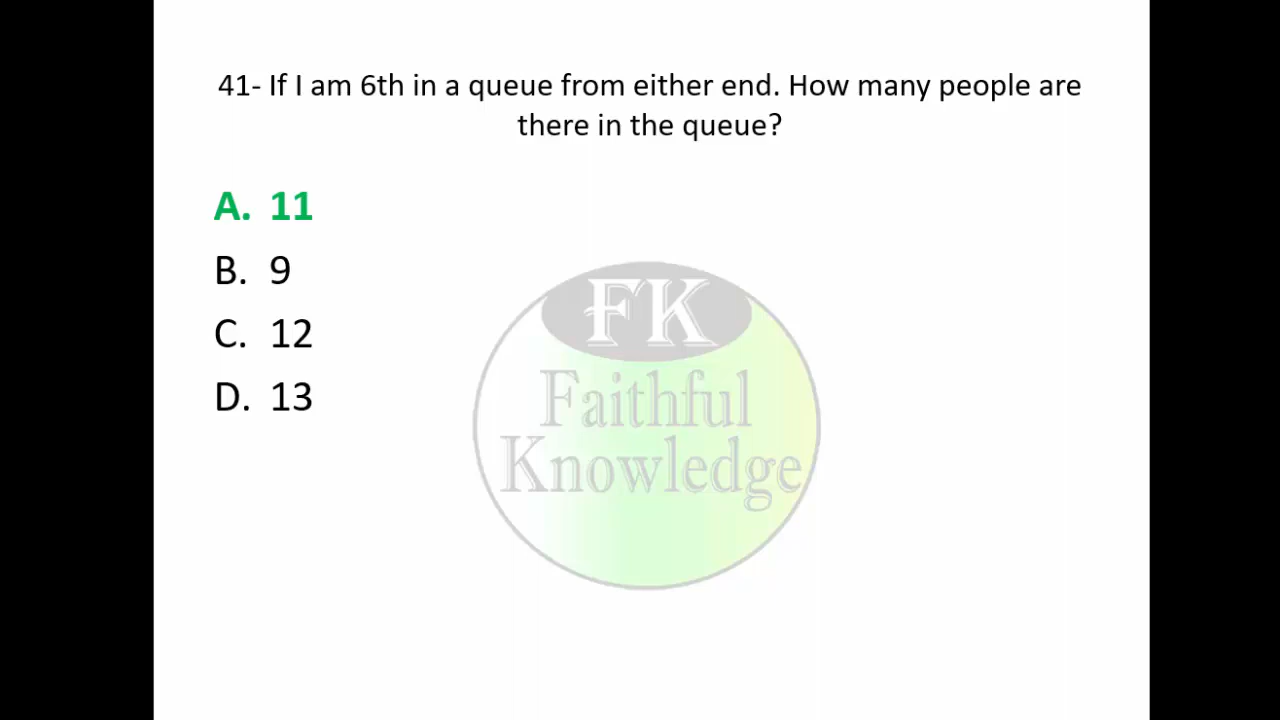 41- If I am 6th in a queue from either end. How many people are
there in the queue?
A. 11
B. 9
C. 12
D. 13
FK
Faithful
Knowledge